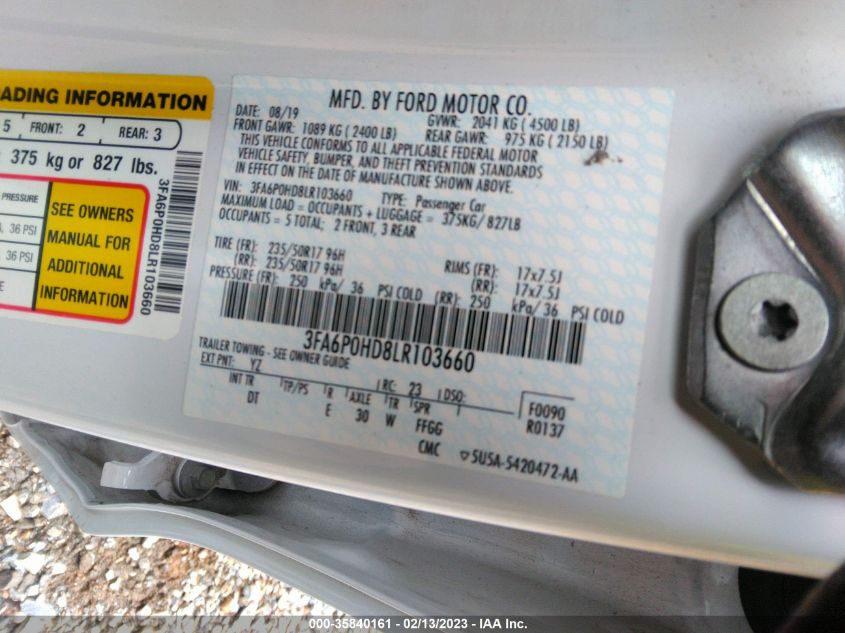 ADING INFORMATION
5 FRONT: 2 REAR: 3
375 kg or 827 lbs.
PRESSURE
36 PSI
36 PSI
SEE OWNERS
MANUAL FOR
ADDITIONAL
INFORMATION
3FA6P0HD8LR103660
MFD. BY FORD MOTOR CO.
DATE: 08/19 GVWR: 2041 KG ( 4500 LB)
FRONT GAWR: 1089 KG ( 2400 LB) REAR GAWR: 975 KG ( 2150 LB)
THIS VEHICLE CONFORMS TO ALL APPLICABLE FEDERAL MOTOR
VEHICLE SAFETY, BUMPER, AND THEFT PREVENTION STANDARDS
IN EFFECT ON THE DATE OF MANUFACTURE SHOWN ABOVE.
VIN: 3FA6P0HD8LR103660 TYPE: Passenger Car
MAXIMUM LOAD = OCCUPANTS + LUGGAGE = 375KG/ 827LB
OCCUPANTS = 5 TOTAL: 2 FRONT, 3 REAR
TIRE (FR): 235/50R17 96H RIMS (FR): 17x7.5J
(RR): 235/50R17 96H (RR): 17x7.5J
PRESSURE (FR): 250 kPa/ 36 PSI COLD (RR): 250 kPa/ 36 PSI COLD
3FA6P0HD8LR103660
TRAILER TOWING - SEE OWNER GUIDE
EXT PNT: YZ RC: 23 DSO:
INT TR TP/PS R AXLE TR SPR F0090
DT E 30 W FFGG R0137
CMC 5U5A-5420472-AA
000-35840161 - 02/13/2023 - IAA Inc.